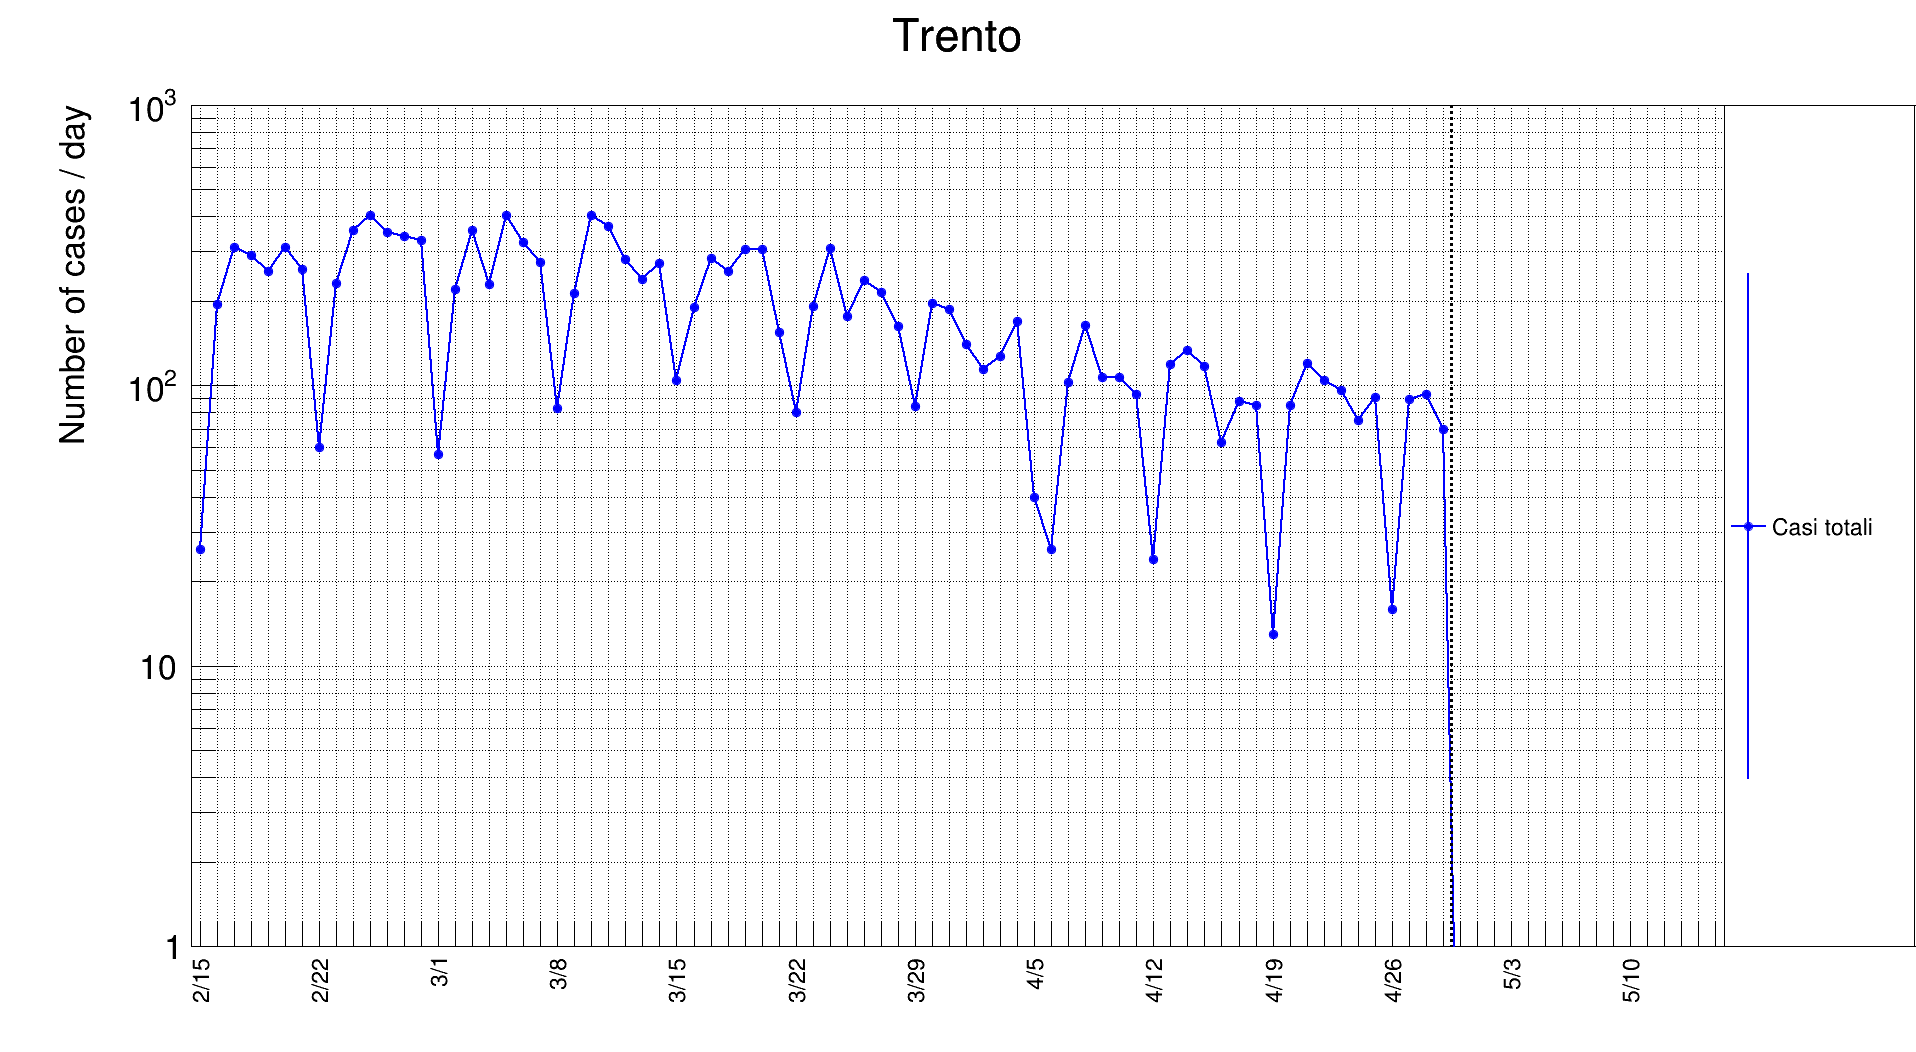 Trento
Number of cases / day
10³
10²
10
1
2/15 2/22 3/1 3/8 3/15 3/22 3/29 4/5 4/12 4/19 4/26 5/3 5/10
Casi totali